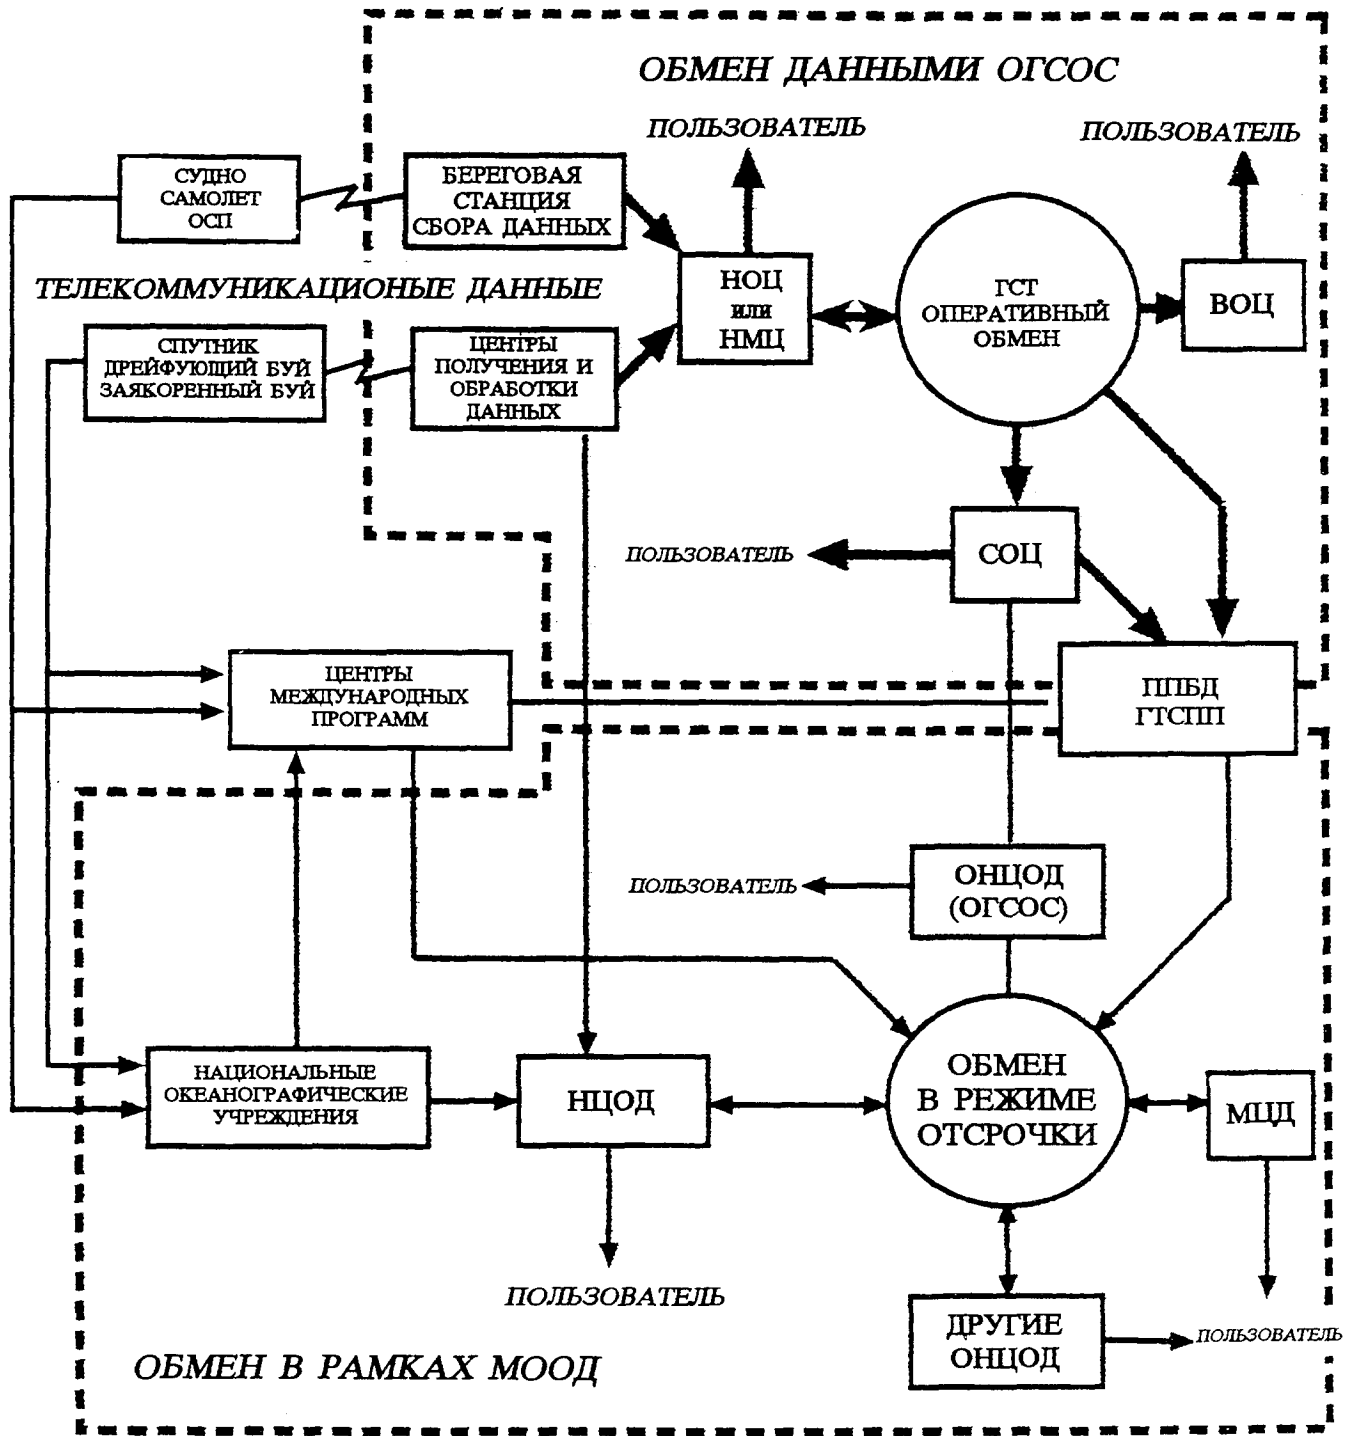 ОБМЕН ДАННЫМИ ОГСОС
ПОЛЬЗОВАТЕЛЬ
ПОЛЬЗОВАТЕЛЬ
СУДНО
САМОЛЕТ
ОСП
БЕРЕГОВАЯ
СТАНЦИЯ
СБОРА ДАННЫХ
НОЦ
ИЛИ
НМЦ
ГСТ
ОПЕРАТИВНЫЙ
ОБМЕН
ВОЦ
ТЕЛЕКОММУНИКАЦИОНЫЕ ДАННЫЕ
СПУТНИК
ДРЕЙФУЮЩИЙ БУЙ
ЗАЯКОРЕННЫЙ БУЙ
ЦЕНТРЫ
ПОЛУЧЕНИЯ И
ОБРАБОТКИ
ДАННЫХ
ПОЛЬЗОВАТЕЛЬ
СОЦ
ЦЕНТРЫ
МЕЖДУНАРОДНЫХ
ПРОГРАММ
ППБД
ГТСПП
ПОЛЬЗОВАТЕЛЬ
ОНЦОД
(ОГСОС)
НАЦИОНАЛЬНЫЕ
ОКЕАНОГРАФИЧЕСКИЕ
УЧРЕЖДЕНИЯ
НЦОД
ОБМЕН
В РЕЖИМЕ
ОТСРОЧКИ
МЦД
ПОЛЬЗОВАТЕЛЬ
ДРУГИЕ
ОНЦОД
ПОЛЬЗОВАТЕЛЬ
ОБМЕН В РАМКАХ МООД